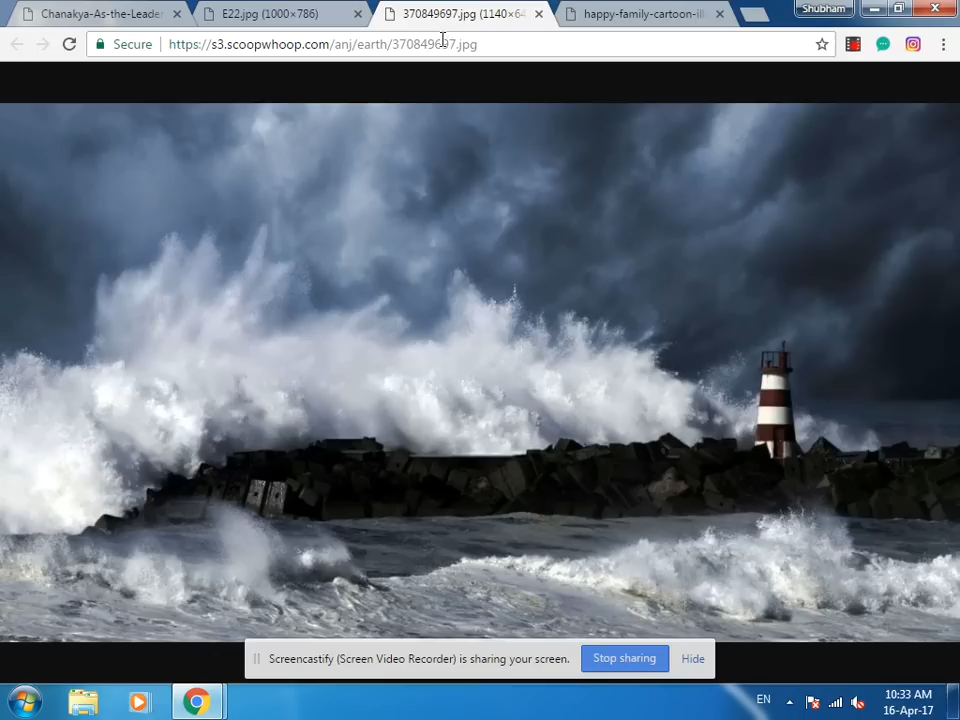 Chanakya-As-the-Leader
E22.jpg (1000×786)
370849697.jpg (1140×64
happy-family-cartoon-ill
Shubham
Secure
https://s3.scoopwhoop.com/anj/earth/370849697.jpg
Screencastify (Screen Video Recorder) is sharing your screen.
Stop sharing
Hide
EN
10:33 AM
16-Apr-17